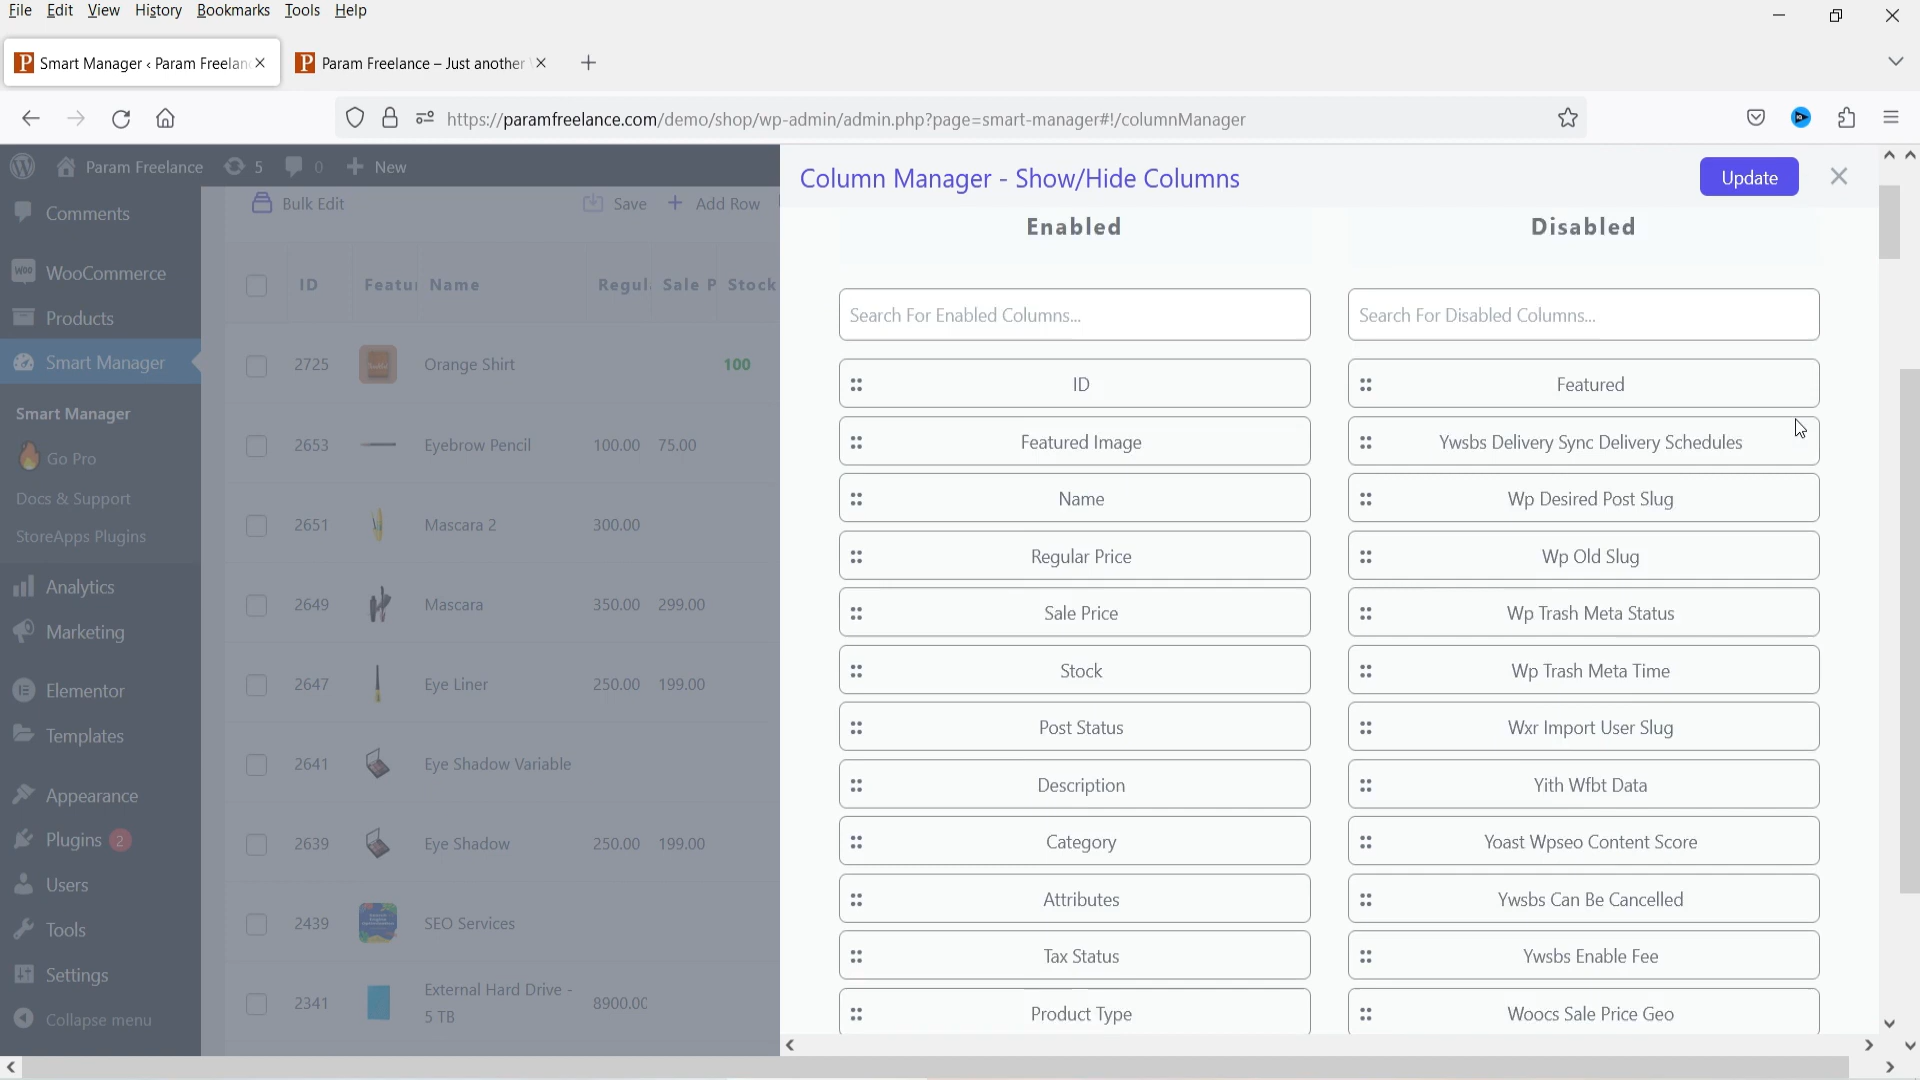 File Edit View History Bookmarks Tools Help
Smart Manager ‹ Param Freelan
Param Freelance – Just another
https://paramfreelance.com/demo/shop/wp-admin/admin.php?page=smart-manager#!/columnManager
Param Freelance 5 0 New
Comments
WooCommerce
Products
Smart Manager
Smart Manager
Go Pro
Docs & Support
StoreApps Plugins
Analytics
Marketing
Elementor
Templates
Appearance
Plugins 2
Users
Tools
Settings
Collapse menu
Bulk Edit Save Add Row
ID Featu Name Regul Sale P Stock
2725 Orange Shirt 100
2653 Eyebrow Pencil 100.00 75.00
2651 Mascara 2 300.00
2649 Mascara 350.00 299.00
2647 Eye Liner 250.00 199.00
2641 Eye Shadow Variable
2639 Eye Shadow 250.00 199.00
2439 SEO Services
2341 External Hard Drive - 8900.00
5 TB
Column Manager - Show/Hide Columns Update
Enabled
Search For Enabled Columns...
ID
Featured Image
Name
Regular Price
Sale Price
Stock
Post Status
Description
Category
Attributes
Tax Status
Product Type
Disabled
Search For Disabled Columns...
Featured
Ywsbs Delivery Sync Delivery Schedules
Wp Desired Post Slug
Wp Old Slug
Wp Trash Meta Status
Wp Trash Meta Time
Wxr Import User Slug
Yith Wfbt Data
Yoast Wpseo Content Score
Ywsbs Can Be Cancelled
Ywsbs Enable Fee
Woocs Sale Price Geo